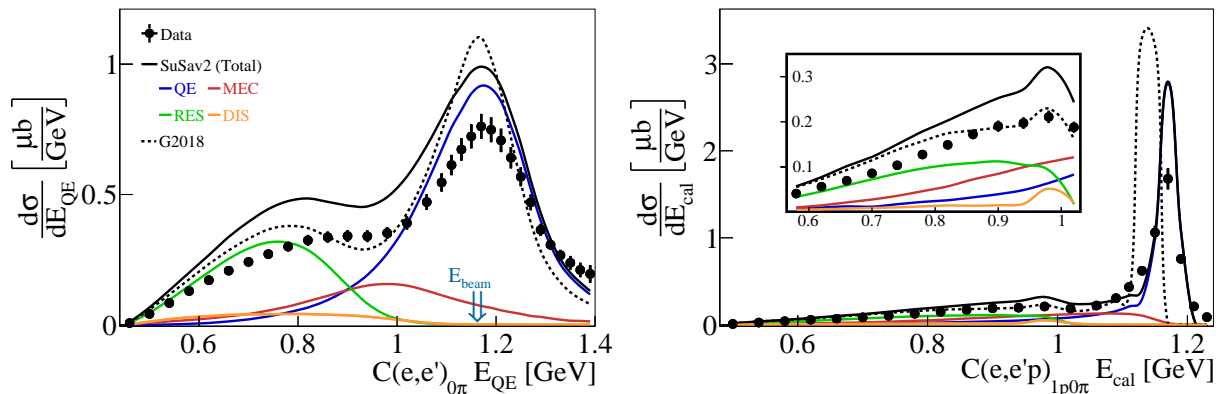 Data
SuSav2 (Total)
QE MEC
RES DIS
G2018
1
0.5
0
dσ/dE_QE [μb/GeV]
E_beam
0.6 0.8 1 1.2 1.4
C(e,e')_0π E_QE [GeV]
3
2
1
0
dσ/dE_cal [μb/GeV]
0.3
0.2
0.1
0.6 0.7 0.8 0.9 1
0.6 0.8 1 1.2
C(e,e'p)_1p0π E_cal [GeV]